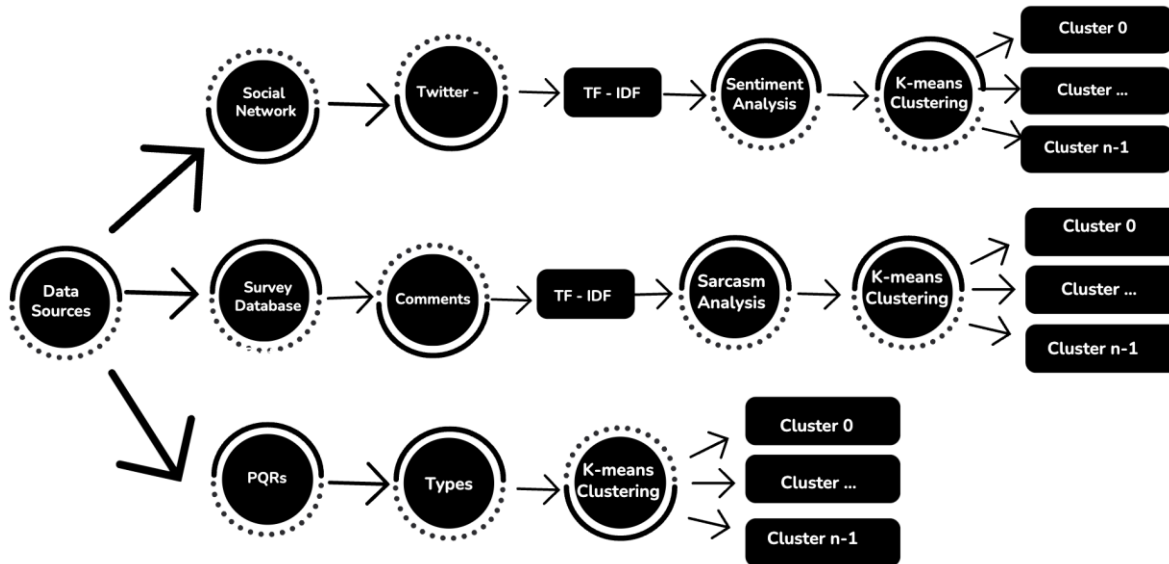 Social
Network
Twitter -
TF - IDF
Sentiment
Analysis
K-means
Clustering
Cluster 0
Cluster ...
Cluster n-1
Data
Sources
Survey
Database
Comments
TF - IDF
Sarcasm
Analysis
K-means
Clustering
Cluster 0
Cluster ...
Cluster n-1
PQRs
Types
K-means
Clustering
Cluster 0
Cluster ...
Cluster n-1